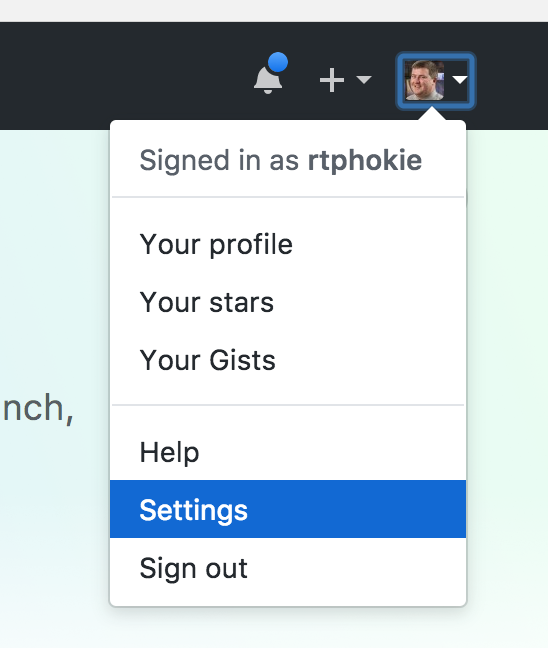 Signed in as rtphokie
Your profile
Your stars
Your Gists
nch,
Help
Settings
Sign out